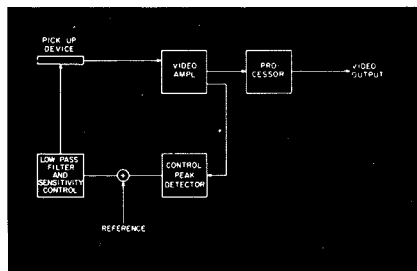 PICK UP
DEVICE
VIDEO
AMPL
PRO-
CESSOR
VIDEO
OUTPUT
LOW PASS
FILTER
AND
SENSITIVITY
CONTROL
+
CONTROL
PEAK
DETECTOR
REFERENCE